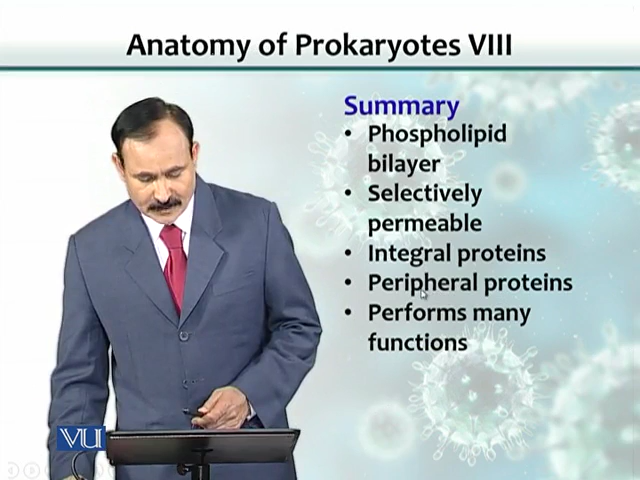 Anatomy of Prokaryotes VIII
Summary
• Phospholipid
bilayer
• Selectively
permeable
• Integral proteins
• Peripheral proteins
• Performs many
functions
VU